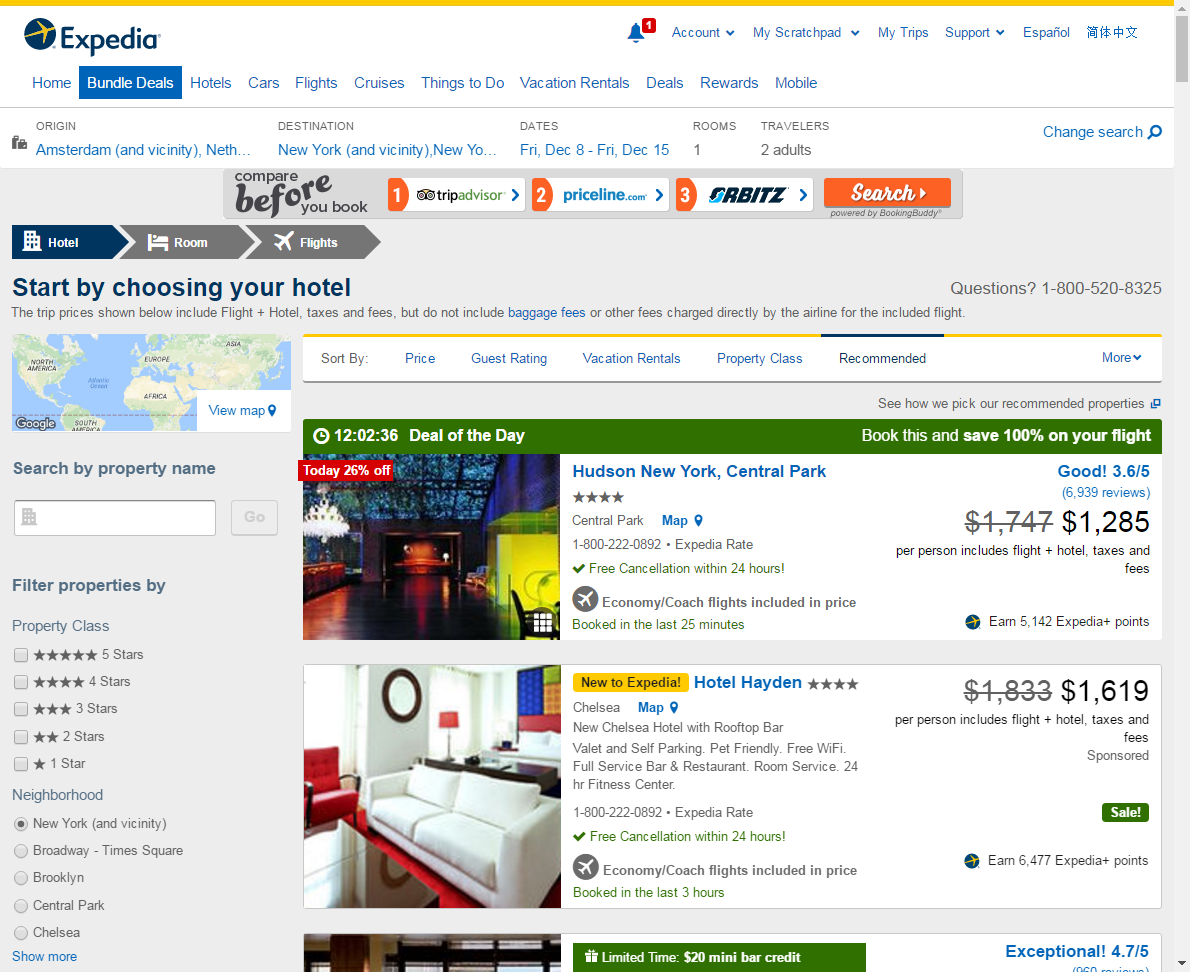 Expedia
1
Account
My Scratchpad
My Trips
Support
Español
简体中文
Home
Bundle Deals
Hotels
Cars
Flights
Cruises
Things to Do
Vacation Rentals
Deals
Rewards
Mobile
ORIGIN
DESTINATION
DATES
ROOMS
TRAVELERS
Amsterdam (and vicinity), Neth...
New York (and vicinity),New Yo...
Fri, Dec 8 - Fri, Dec 15
1
2 adults
Change search
compare
before
you book
1 tripadvisor
2 priceline.com
3 ORBITZ
Search
powered by BookingBuddy
Hotel
Room
Flights
Start by choosing your hotel
Questions? 1-800-520-8325
The trip prices shown below include Flight + Hotel, taxes and fees, but do not include baggage fees or other fees charged directly by the airline for the included flight.
NORTH
AMERICA
Atlantic
Ocean
EUROPE
ASIA
AFRICA
SOUTH
AMERICA
Google
View map
Search by property name
Go
Filter properties by
Property Class
★★★★★ 5 Stars
★★★★ 4 Stars
★★★ 3 Stars
★★ 2 Stars
★ 1 Star
Neighborhood
New York (and vicinity)
Broadway - Times Square
Brooklyn
Central Park
Chelsea
Show more
Sort By:
Price
Guest Rating
Vacation Rentals
Property Class
Recommended
More
See how we pick our recommended properties
12:02:36 Deal of the Day
Book this and save 100% on your flight
Today 26% off
Hudson New York, Central Park
★★★★
Central Park Map
1-800-222-0892 • Expedia Rate
Free Cancellation within 24 hours!
Economy/Coach flights included in price
Booked in the last 25 minutes
Good! 3.6/5
(6,939 reviews)
$1,747 $1,285
per person includes flight + hotel, taxes and
fees
Earn 5,142 Expedia+ points
New to Expedia! Hotel Hayden ★★★★
Chelsea Map
New Chelsea Hotel with Rooftop Bar
Valet and Self Parking. Pet Friendly. Free WiFi.
Full Service Bar & Restaurant. Room Service. 24
hr Fitness Center.
1-800-222-0892 • Expedia Rate
Free Cancellation within 24 hours!
Economy/Coach flights included in price
Booked in the last 3 hours
$1,833 $1,619
per person includes flight + hotel, taxes and
fees
Sponsored
Sale!
Earn 6,477 Expedia+ points
Limited Time: $20 mini bar credit
Exceptional! 4.7/5
(960 reviews)